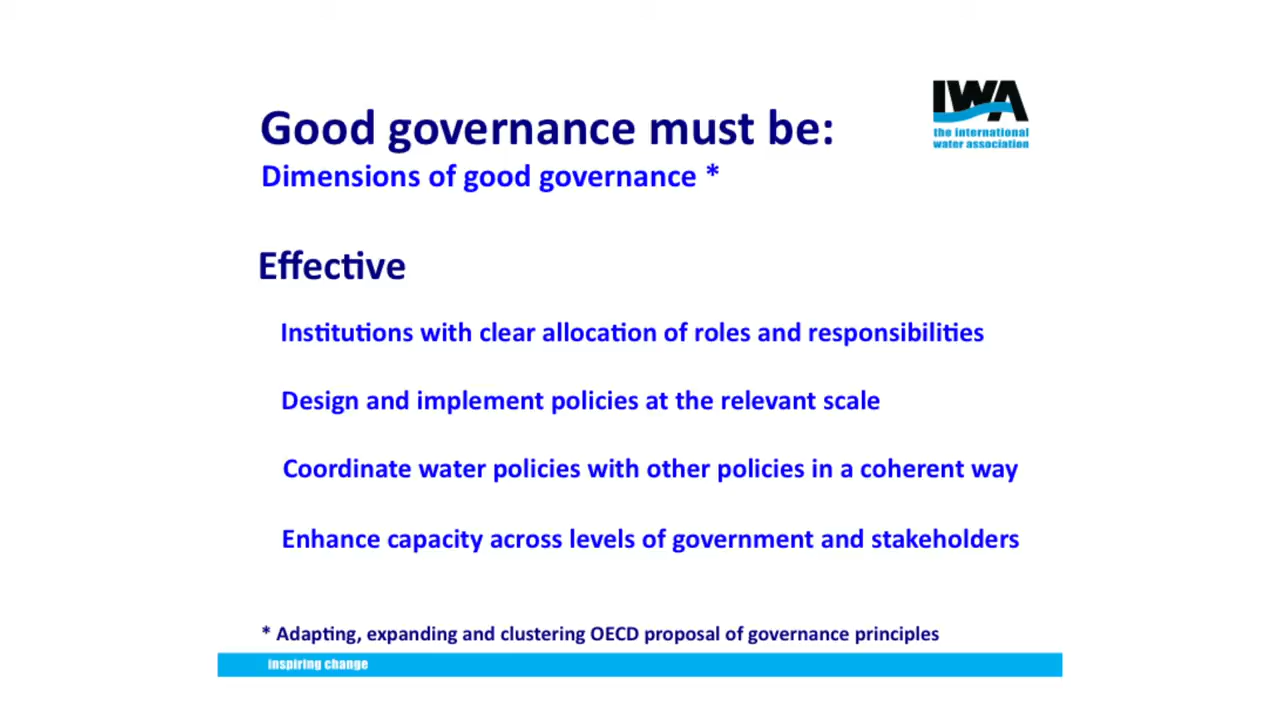 Good governance must be:
Dimensions of good governance *
IWA
the international
water association
Effective
Institutions with clear allocation of roles and responsibilities
Design and implement policies at the relevant scale
Coordinate water policies with other policies in a coherent way
Enhance capacity across levels of government and stakeholders
* Adapting, expanding and clustering OECD proposal of governance principles
inspiring change